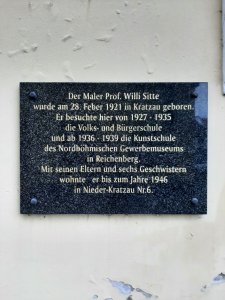 Der Maler Prof. Willi Sitte
wurde am 28. Feber 1921 in Kratzau geboren.
Er besuchte hier von 1927 - 1935
die Volks- und Bürgerschule
und ab 1936 - 1939 die Kunstschule
des Nordböhmischen Gewerbemuseums
in Reichenberg.
Mit seinen Eltern und sechs Geschwistern
wohnte er bis zum Jahre 1946
in Nieder-Kratzau Nr.6.